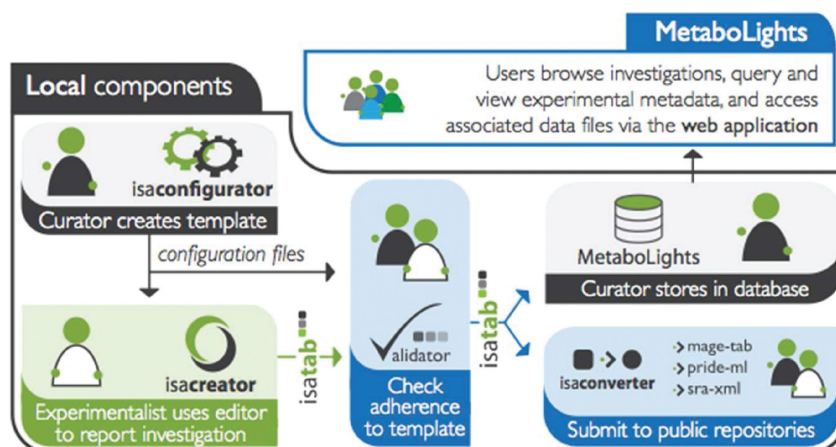 MetaboLights
Users browse investigations, query and
view experimental metadata, and access
associated data files via the web application
Local components
isaconfigurator
Curator creates template
configuration files
isacreator
Experimentalist uses editor
to report investigation
isatab
validator
Check
adherence
to template
isatab
MetaboLights
Curator stores in database
isaconverter
mage-tab
pride-ml
sra-xml
Submit to public repositories